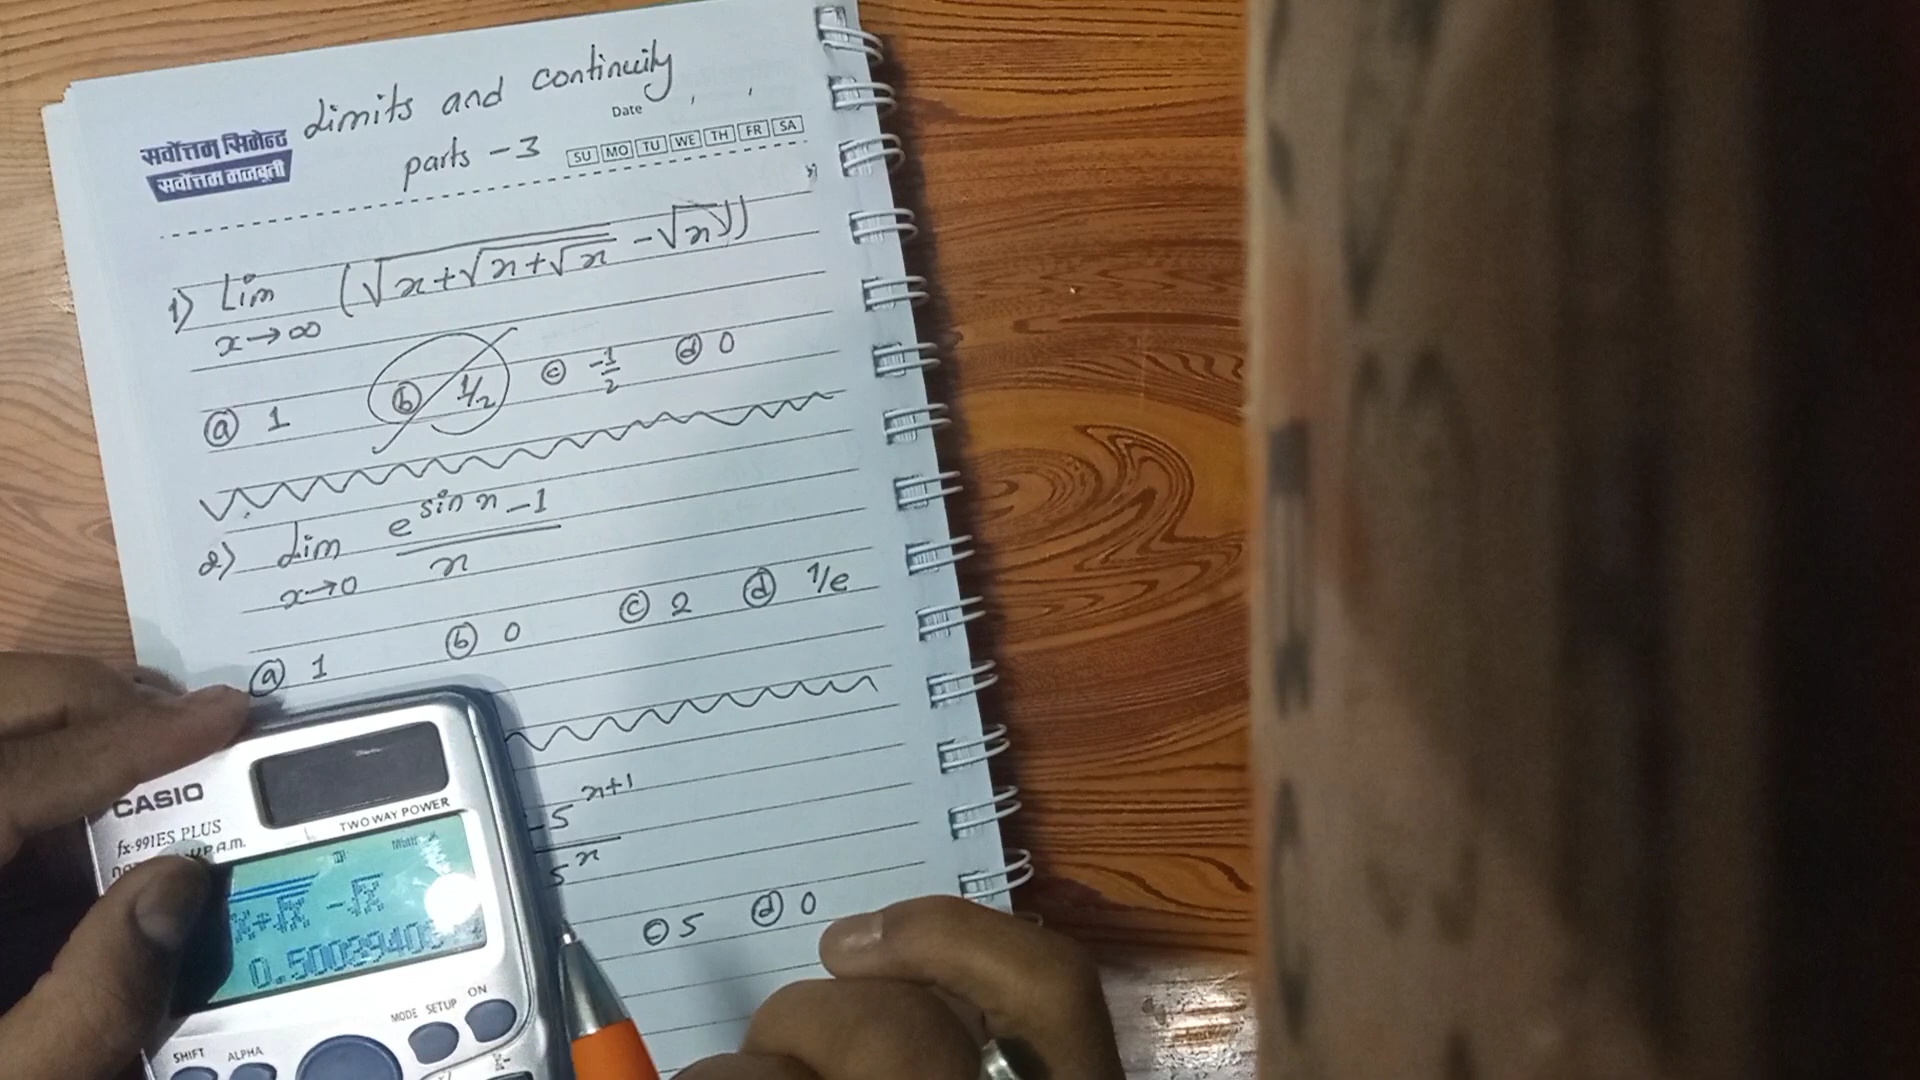 Limits and continuity
parts - 3
Date
सर्वोत्तम सिमेन्ट
सर्वोत्तम मजबुती
SU MO TU WE TH FR SA
1) Lim (√x+√x+√x - √x))
x→∞
ⓐ 1 ⓑ 1/2 ⓒ -1/2 ⓓ 0
2) Lim e^sin x - 1
x→0 x
ⓐ 1 ⓑ 0 ⓒ 2 ⓓ 1/e
-5^x+1
5^x
ⓒ 5 ⓓ 0
CASIO
fx-991ES PLUS
V.P.A.M.
TWO WAY POWER
Math
x+√x -√x
MODE SETUP ON
SHIFT ALPHA